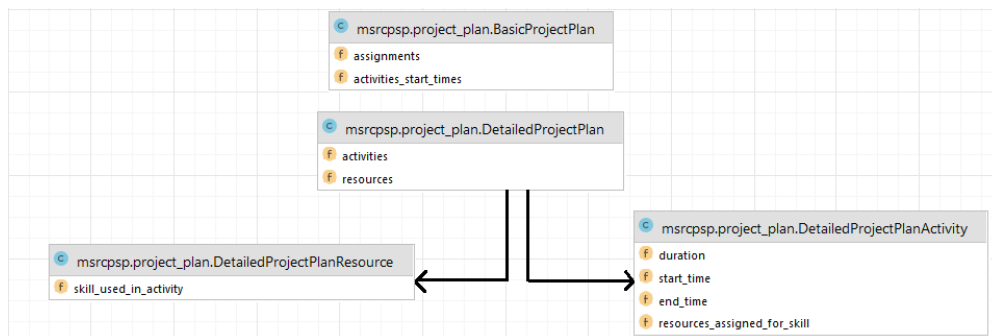 C msrcpsp.project_plan.BasicProjectPlan
f assignments
f activities_start_times
C msrcpsp.project_plan.DetailedProjectPlan
f activities
f resources
C msrcpsp.project_plan.DetailedProjectPlanResource
f skill_used_in_activity
C msrcpsp.project_plan.DetailedProjectPlanActivity
f duration
f start_time
f end_time
f resources_assigned_for_skill